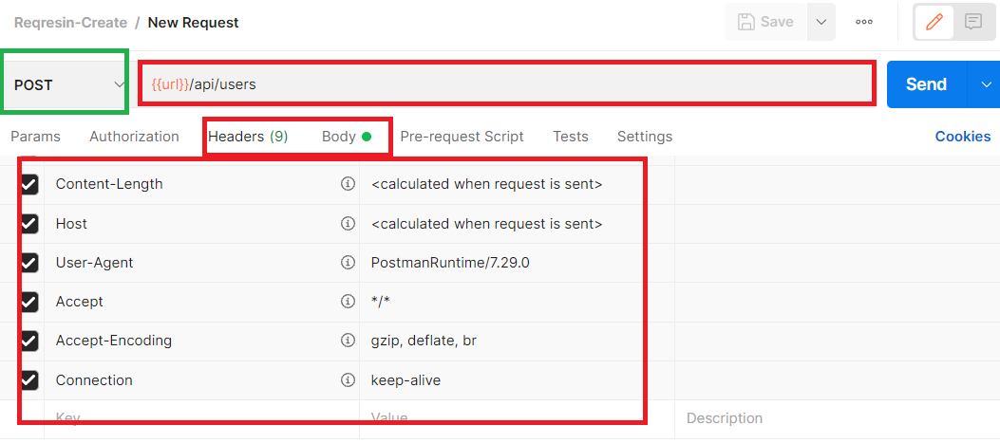 Reqresin-Create / New Request
Save
POST
{{url}}/api/users
Send
Params Authorization Headers (9) Body Pre-request Script Tests Settings Cookies
Content-Length <calculated when request is sent>
Host <calculated when request is sent>
User-Agent PostmanRuntime/7.29.0
Accept */*
Accept-Encoding gzip, deflate, br
Connection keep-alive
Key Value Description